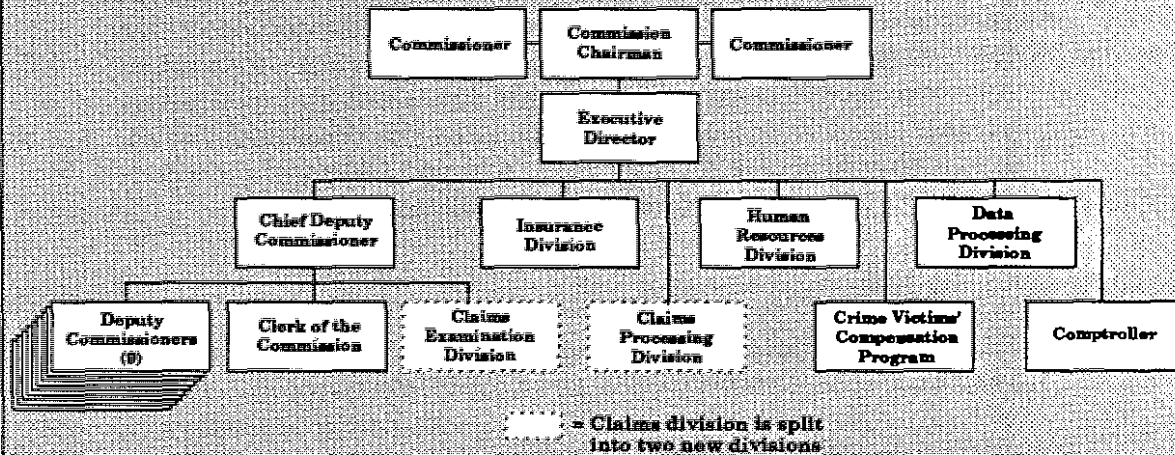 Commissioner
Commission
Chairman
Commissioner
Executive
Director
Chief Deputy
Commissioner
Insurance
Division
Human
Resources
Division
Data
Processing
Division
Deputy
Commissioners
(9)
Clerk of the
Commission
Claims
Examination
Division
Claims
Processing
Division
Crime Victims'
Compensation
Program
Comptroller
= Claims division is split
into two new divisions